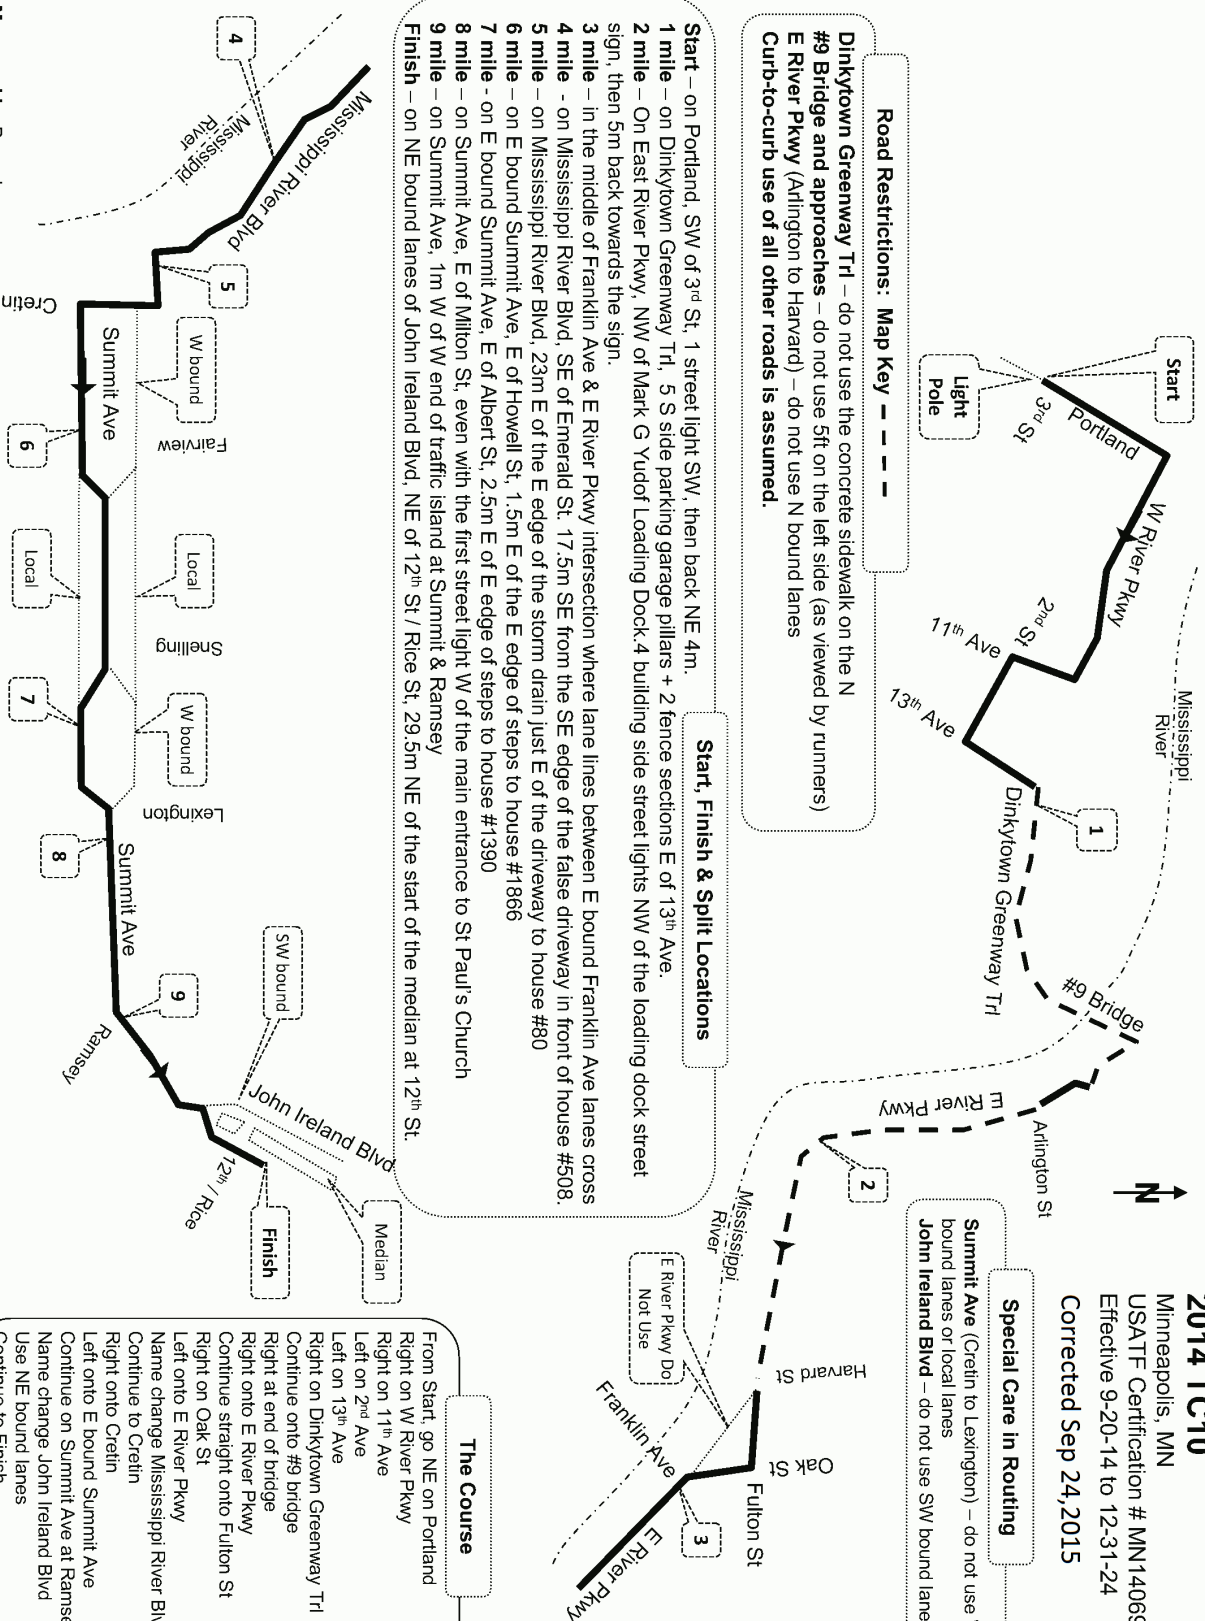 2014 TC10
Minneapolis, MN
USATF Certification # MN1406
Effective 9-20-14 to 12-31-24
Corrected Sep 24,2015
N
Special Care in Routing
Summit Ave (Cretin to Lexington) – do not use
bound lanes or local lanes
John Ireland Blvd – do not use SW bound lane
Start
Light
Pole
3rd St
Portland
W River Pkwy
2nd St
11th Ave
13th Ave
Mississippi
River
1
Dinkytown Greenway Trl
#9 Bridge
E River Pkwy
Arlington St
2
Mississippi
River
E River Pkwy Do
Not Use
Harvard St
Oak St
Fulton St
Franklin Ave
3
E River Pkwy
Road Restrictions: Map Key – – – –
Dinkytown Greenway Trl – do not use the concrete sidewalk on the N
#9 Bridge and approaches – do not use 5ft on the left side (as viewed by runners)
E River Pkwy (Arlington to Harvard) – do not use N bound lanes
Curb-to-curb use of all other roads is assumed.
Start, Finish & Split Locations
Start – on Portland, SW of 3rd St, 1 street light SW, then back NE 4m.
1 mile – on Dinkytown Greenway Trl, 5 S side parking garage pillars + 2 fence sections E of 13th Ave.
2 mile – On East River Pkwy, NW of Mark G Yudof Loading Dock.4 building side street lights NW of the loading dock street
sign, then 5m back towards the sign.
3 mile – in the middle of Franklin Ave & E River Pkwy intersection where lane lines between E bound Franklin Ave lanes cross
4 mile - on Mississippi River Blvd, SE of Emerald St. 17.5m SE from the SE edge of the false driveway in front of house #508.
5 mile – on Mississippi River Blvd, 23m E of the E edge of the storm drain just E of the driveway to house #80
6 mile – on E bound Summit Ave, E of Howell St, 1.5m E of the E edge of steps to house #1866
7 mile - on E bound Summit Ave, E of Albert St, 2.5m E of E edge of steps to house #1390
8 mile – on Summit Ave, E of Milton St, even with the first street light W of the main entrance to St Paul's Church
9 mile – on Summit Ave, 1m W of W end of traffic island at Summit & Ramsey
Finish – on NE bound lanes of John Ireland Blvd, NE of 12th St / Rice St, 29.5m NE of the start of the median at 12th St.
4
Mississippi
River
Mississippi River Blvd
5
Cretin
W bound
Summit Ave
6
Fairview
Local
Local
Snelling
7
W bound
Lexington
8
Summit Ave
9
Ramsey
SW bound
John Ireland Blvd
12th / Rice
Finish
Median
The Course
From Start, go NE on Portland
Right on W River Pkwy
Right on 11th Ave
Left onto 2nd Ave
Left on 13th Ave
Right on Dinkytown Greenway Trl
Continue onto #9 bridge
Right at end of bridge
Right onto E River Pkwy
Continue straight onto Fulton St
Right on Oak St
Left onto E River Pkwy
Name change Mississippi River Blv
Continue to Cretin
Right onto Cretin
Left onto E bound Summit Ave
Continue on Summit Ave at Ramse
Name change John Ireland Blvd
Use NE bound lanes
Continue to Finish